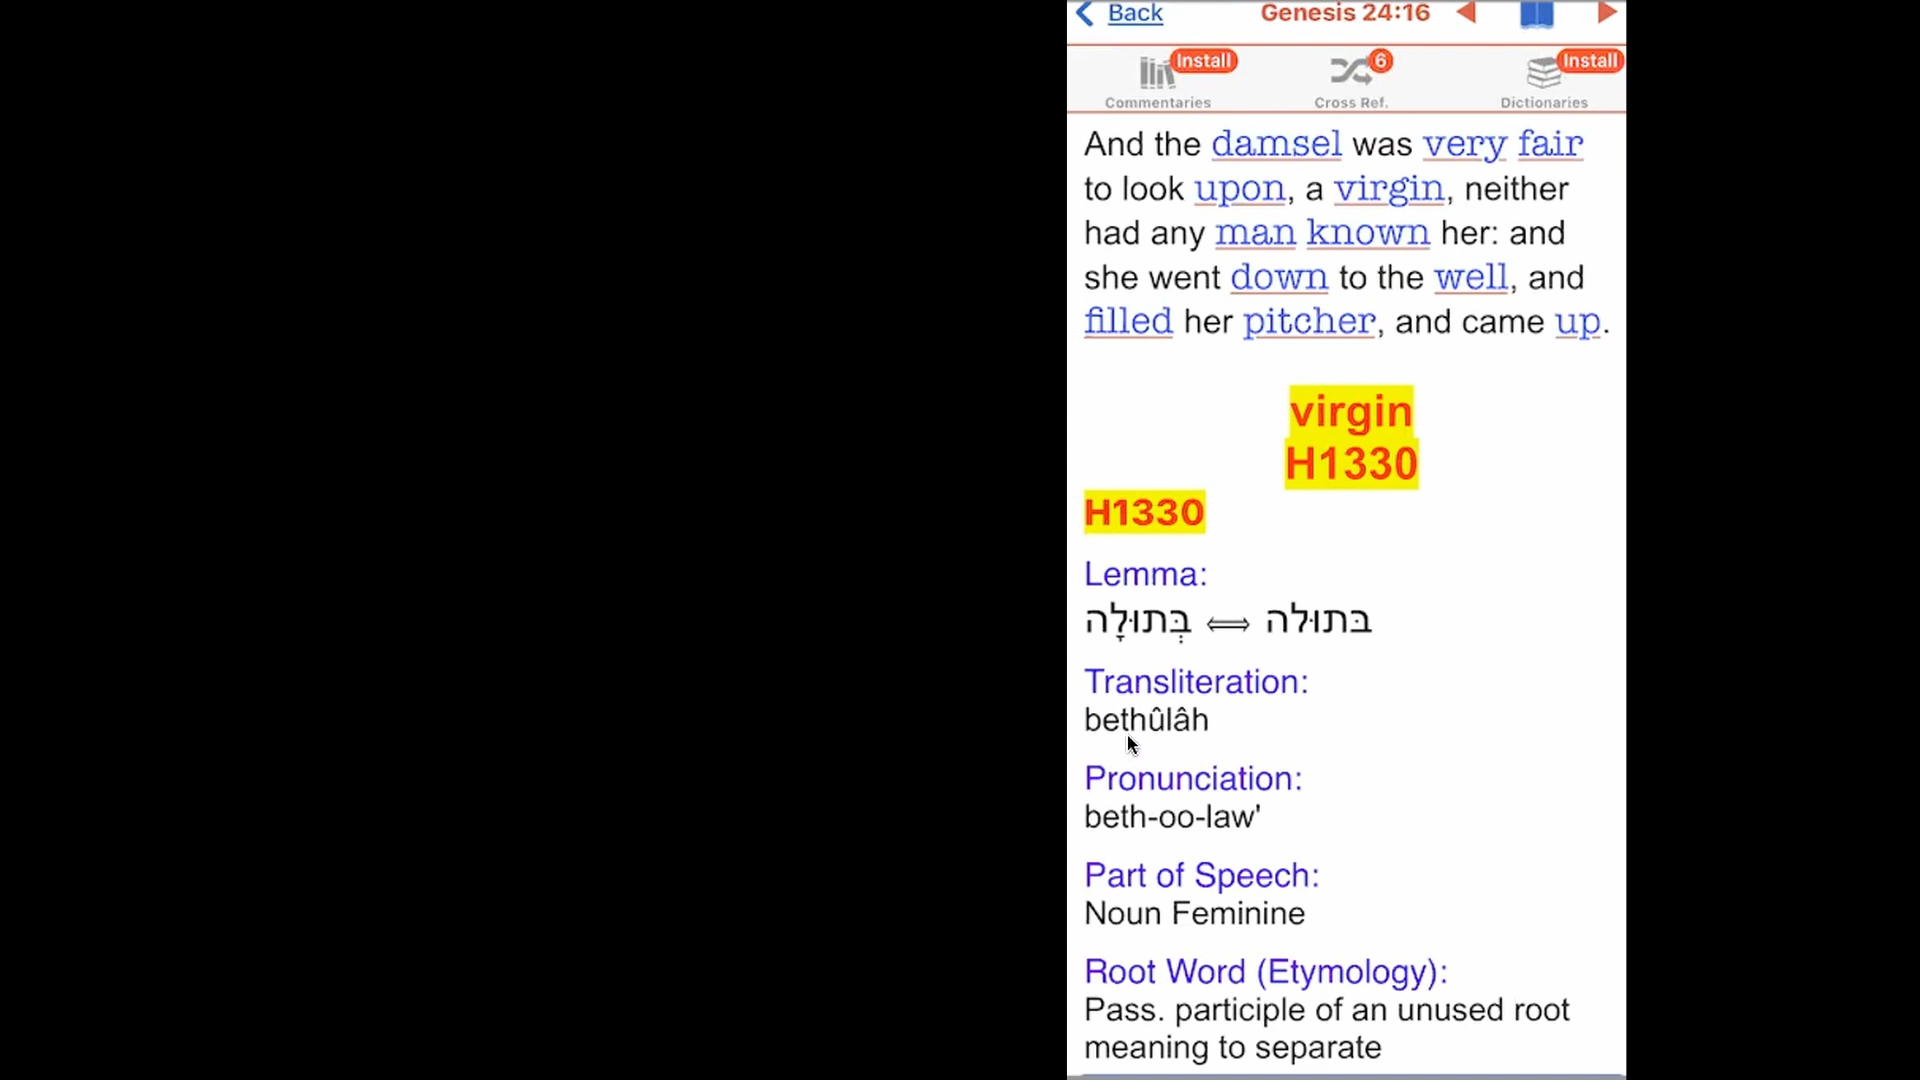 Back Genesis 24:16
Install 6 Install
Commentaries Cross Ref. Dictionaries
And the damsel was very fair
to look upon, a virgin, neither
had any man known her: and
she went down to the well, and
filled her pitcher, and came up.
virgin
H1330
H1330
Lemma:
בְּתוּלָה ⟺ בּתוּלה
Transliteration:
bethûlâh
Pronunciation:
beth-oo-law'
Part of Speech:
Noun Feminine
Root Word (Etymology):
Pass. participle of an unused root
meaning to separate